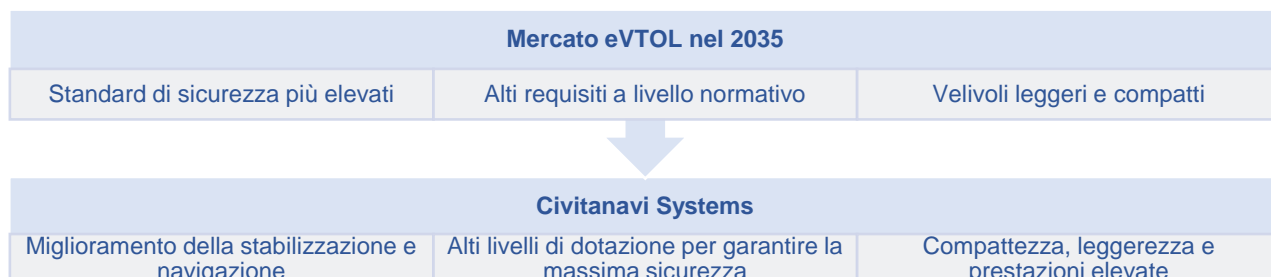 Mercato eVTOL nel 2035
Standard di sicurezza più elevati
Alti requisiti a livello normativo
Velivoli leggeri e compatti
Civitanavi Systems
Miglioramento della stabilizzazione e
navigazione
Alti livelli di dotazione per garantire la
massima sicurezza
Compattezza, leggerezza e
prestazioni elevate